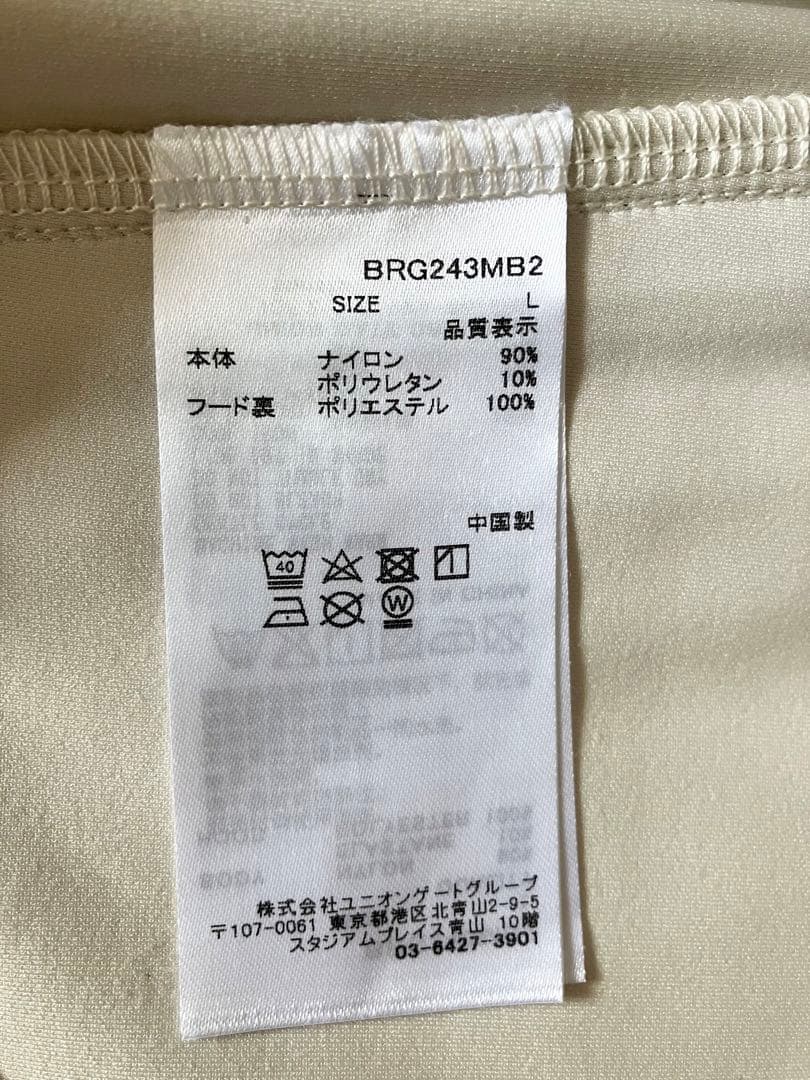 BRG243MB2
SIZE L
品質表示
本体 ナイロン 90%
ポリウレタン 10%
フード裏 ポリエステル 100%
中国製
40
W
株式会社ユニオンゲートグループ
〒107-0061 東京都港区北青山2-9-5
スタジアムプレイス青山 10階
03-6427-3901